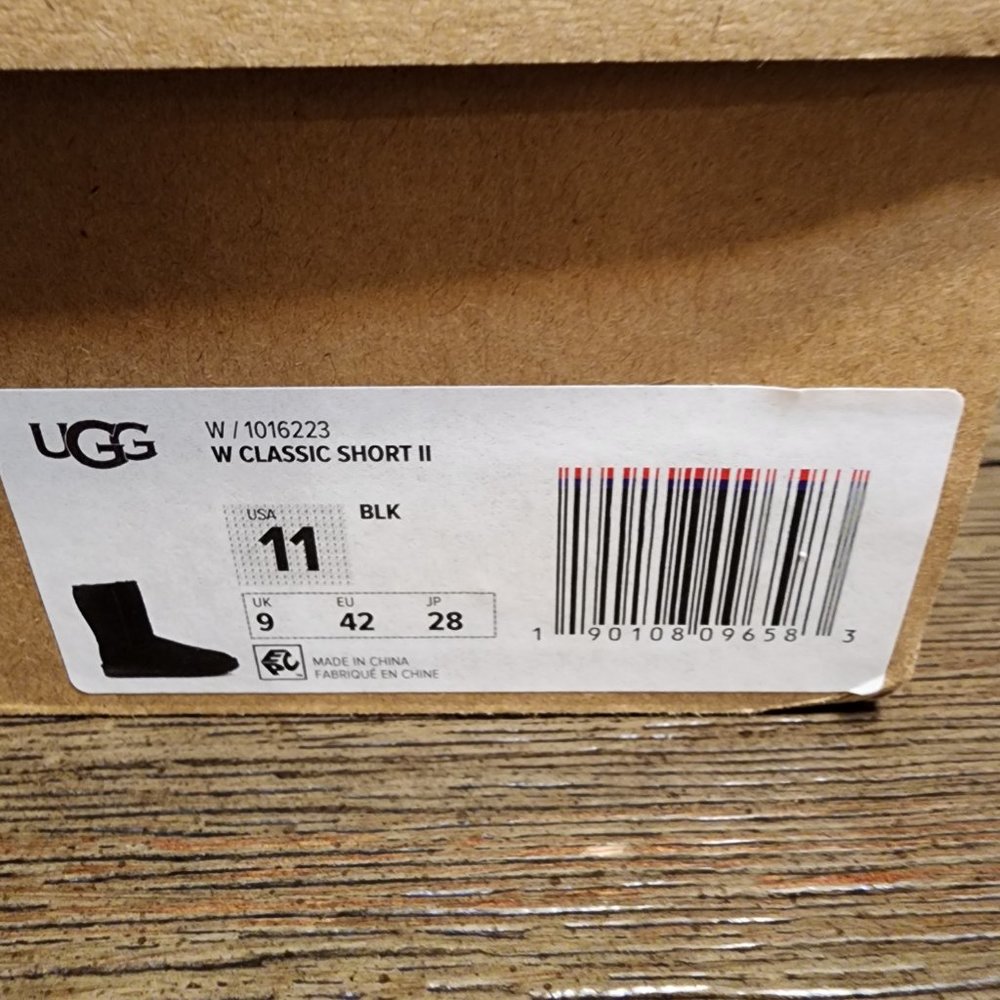 UGG
W / 1016223
W CLASSIC SHORT II
USA
11
BLK
UK EU JP
9 42 28
EPC™
MADE IN CHINA
FABRIQUÉ EN CHINE
1 90108 09658 3